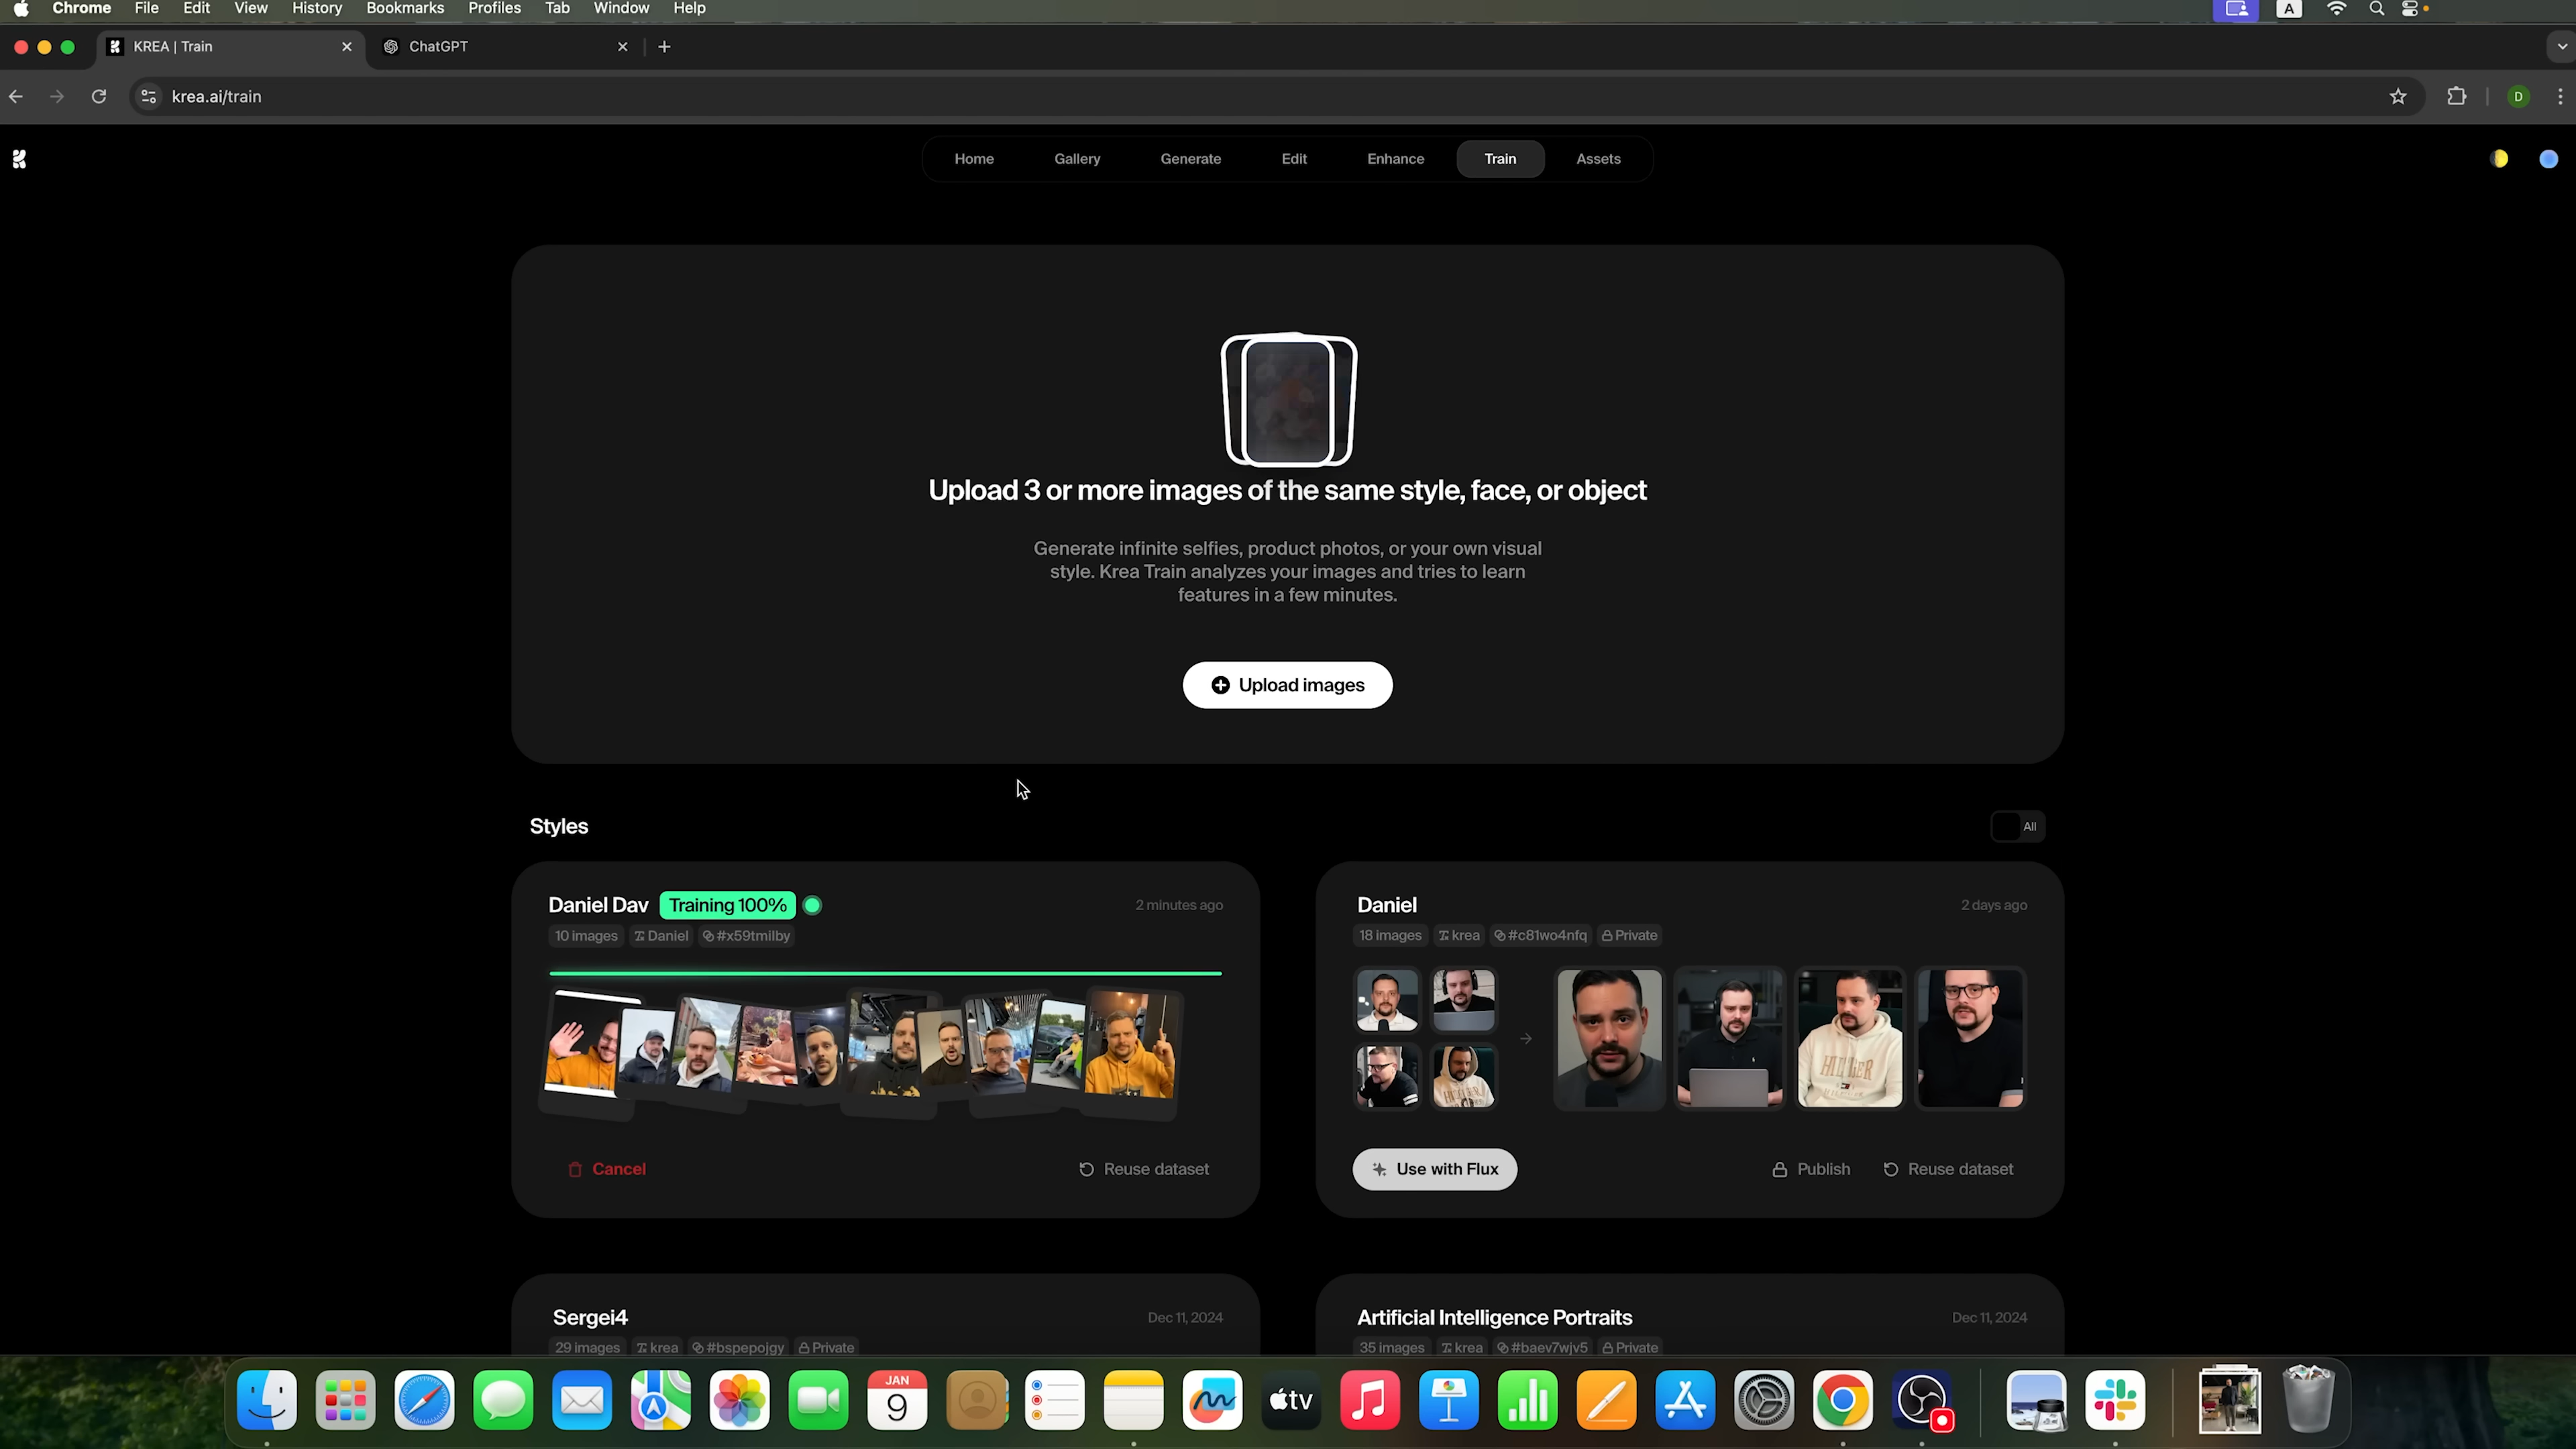 Chrome File Edit View History Bookmarks Profiles Tab Window Help A
KREA | Train ChatGPT
krea.ai/train D
Home Gallery Generate Edit Enhance Train Assets
Upload 3 or more images of the same style, face, or object
Generate infinite selfies, product photos, or your own visual
style. Krea Train analyzes your images and tries to learn
features in a few minutes.
Upload images
Styles All
Daniel Dav Training 100% 2 minutes ago
10 images Daniel #x59tmilby
Cancel Reuse dataset
Daniel 2 days ago
18 images krea #c81wo4nfq Private
HILFIGER
Use with Flux Publish Reuse dataset
Sergei4 Dec 11, 2024
29 images krea #bspepojgy Private
Artificial Intelligence Portraits Dec 11, 2024
35 images krea #baev7wjv5 Private
JAN
9
tv